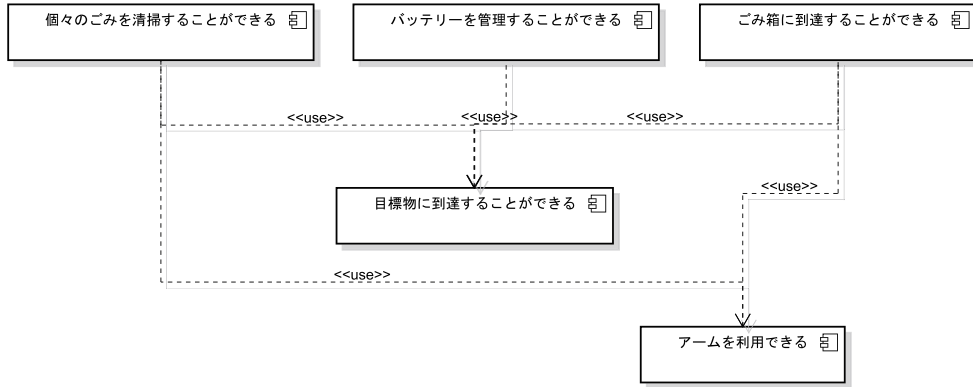 個々のごみを清掃することができる
バッテリーを管理することができる
ごみ箱に到達することができる
<<use>>
<<use>>
<<use>>
<<use>>
目標物に到達することができる
<<use>>
アームを利用できる